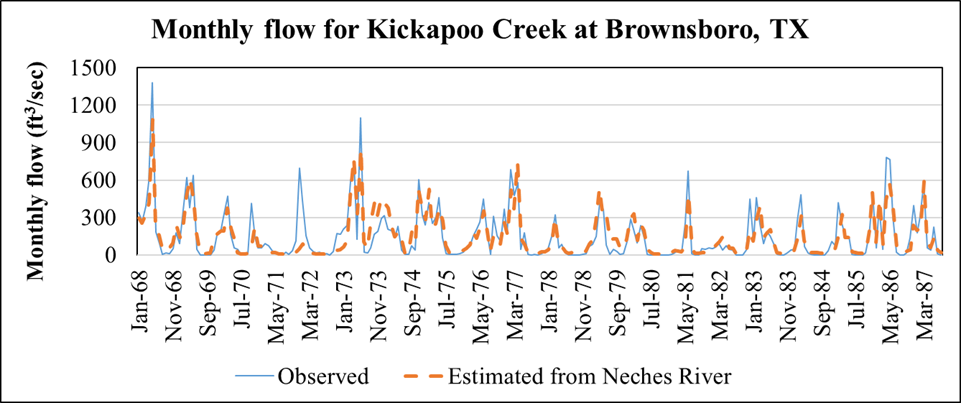 Monthly flow for Kickapoo Creek at Brownsboro, TX
Monthly flow (ft³/sec)
1500
1200
900
600
300
0
Jan-68
Nov-68
Sep-69
Jul-70
May-71
Mar-72
Jan-73
Nov-73
Sep-74
Jul-75
May-76
Mar-77
Jan-78
Nov-78
Sep-79
Jul-80
May-81
Mar-82
Jan-83
Nov-83
Sep-84
Jul-85
May-86
Mar-87
Observed
Estimated from Neches River